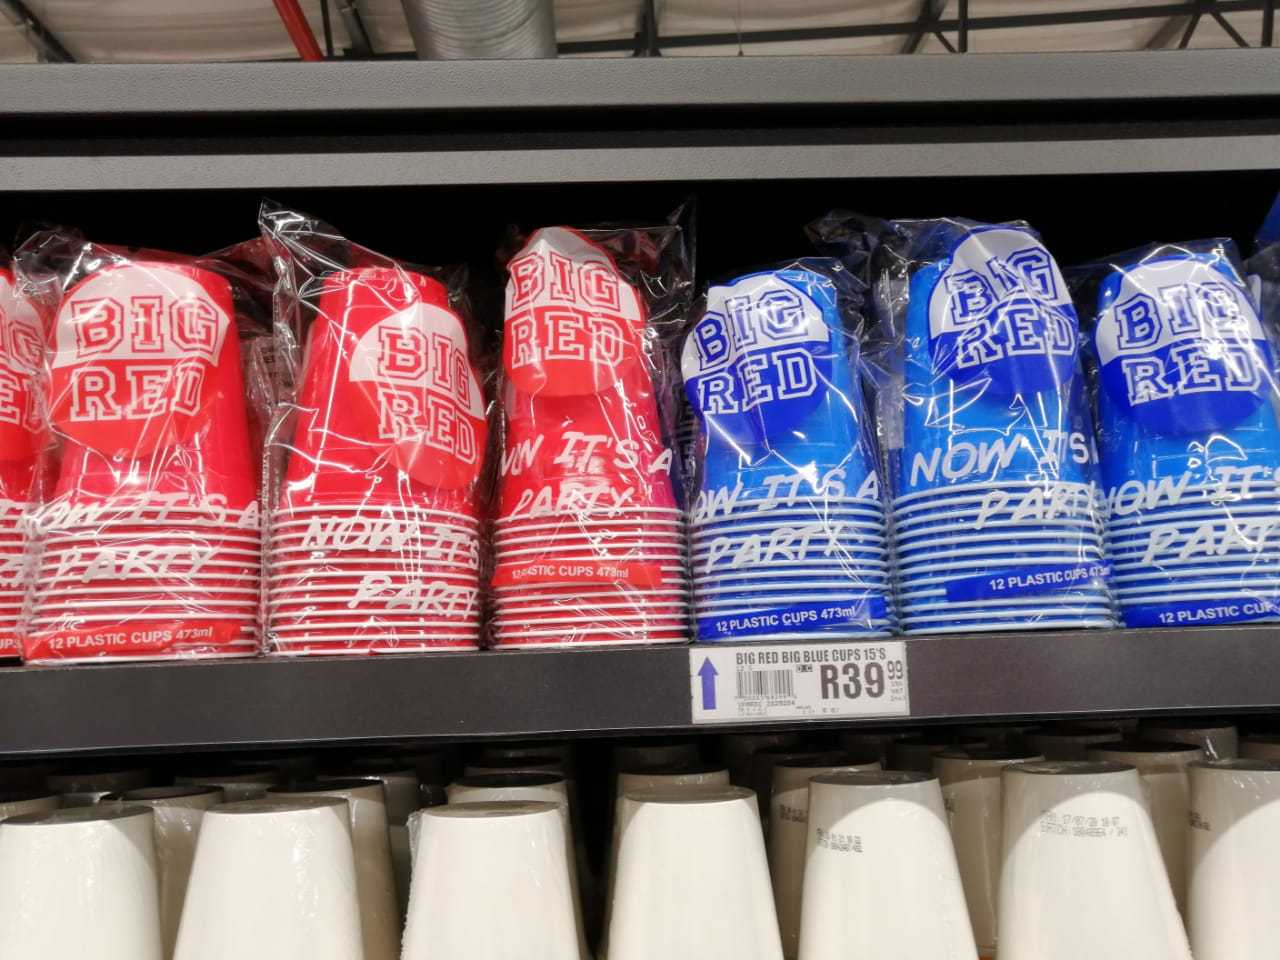 BIG
RED
NOW IT'S A
PARTY
12 PLASTIC CUPS 473ml
BIG
RED
NOW IT'S
PARTY
BIG
RED
NOW IT'S A
PARTY
12 PLASTIC CUPS 473ml
BIG
RED
OW IT'S A
PARTY
12 PLASTIC CUPS 473ml
BIG
RED
NOW IT'S
PARTY
12 PLASTIC CUPS 473ml
BIG
RED
NOW IT'S
PART
12 PLASTIC CUPS 473ml
BIG RED BIG BLUE CUPS 15'S
R39 99